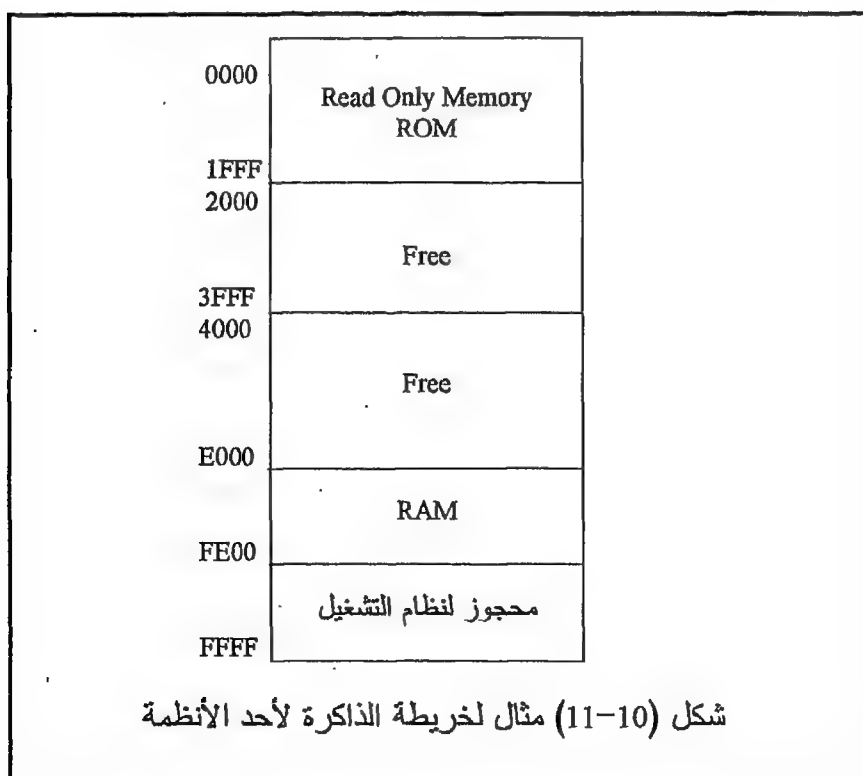 0000
Read Only Memory
ROM
1FFF
2000
Free
3FFF
4000
Free
E000
RAM
FE00
محجوز لنظام التشغيل
FFFF
شكل (10-11) مثال لخريطة الذاكرة لأحد الأنظمة